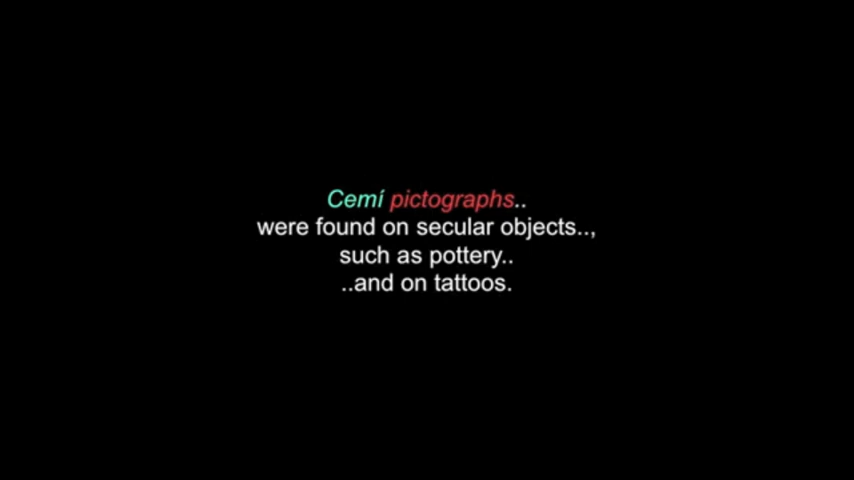 Cemí pictographs..
were found on secular objects..,
such as pottery..
..and on tattoos.